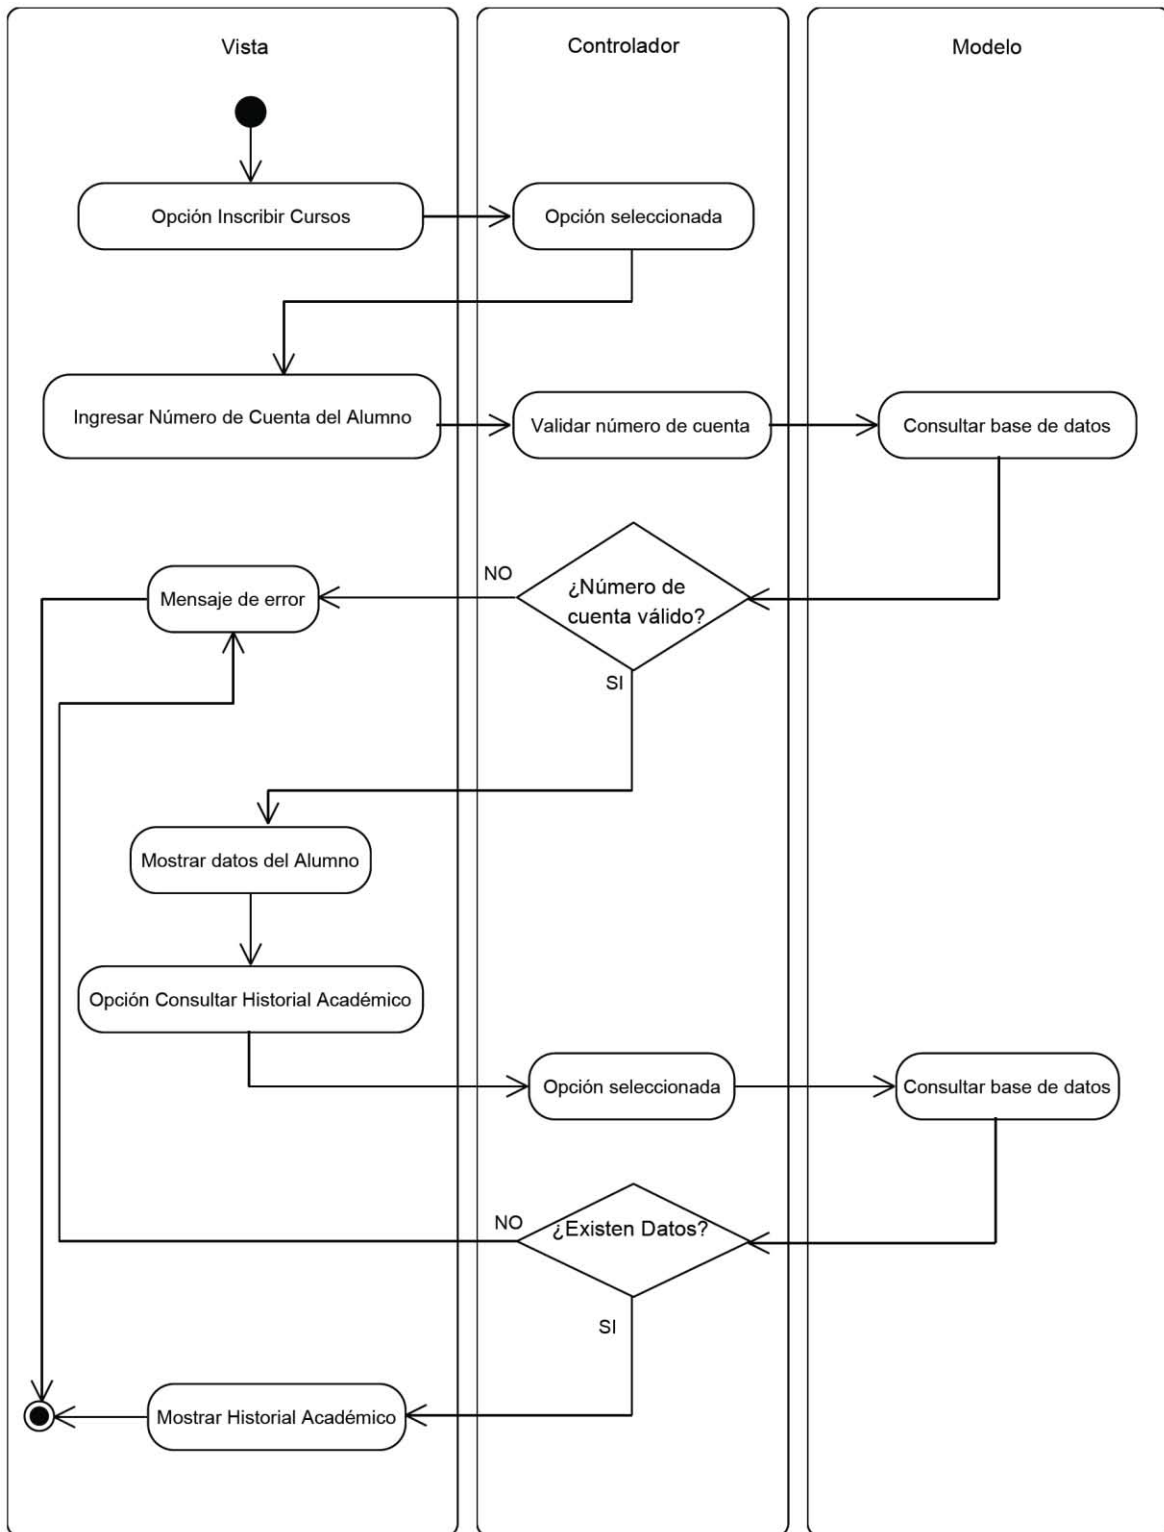 Vista
Controlador
Modelo
Opción Inscribir Cursos
Opción seleccionada
Ingresar Número de Cuenta del Alumno
Validar número de cuenta
Consultar base de datos
Mensaje de error
NO
¿Número de
cuenta válido?
SI
Mostrar datos del Alumno
Opción Consultar Historial Académico
Opción seleccionada
Consultar base de datos
NO
¿Existen Datos?
SI
Mostrar Historial Académico